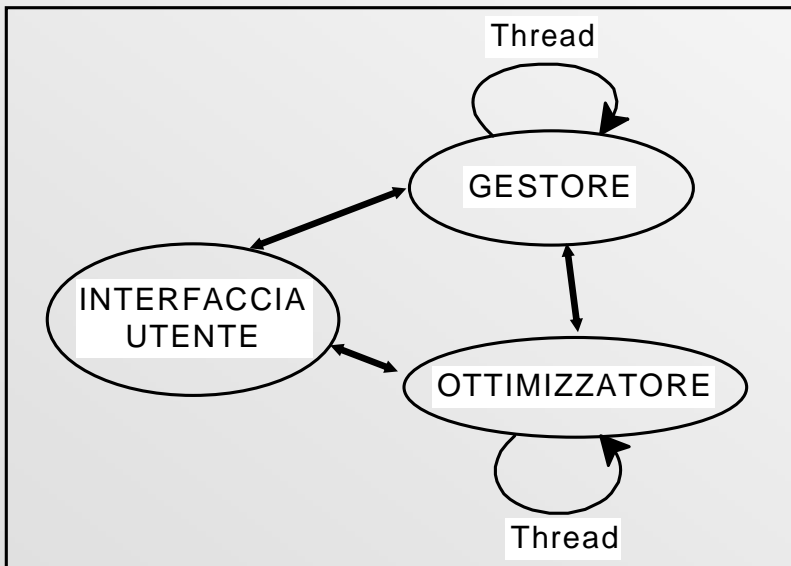 Thread
GESTORE
INTERFACCIA
UTENTE
OTTIMIZZATORE
Thread